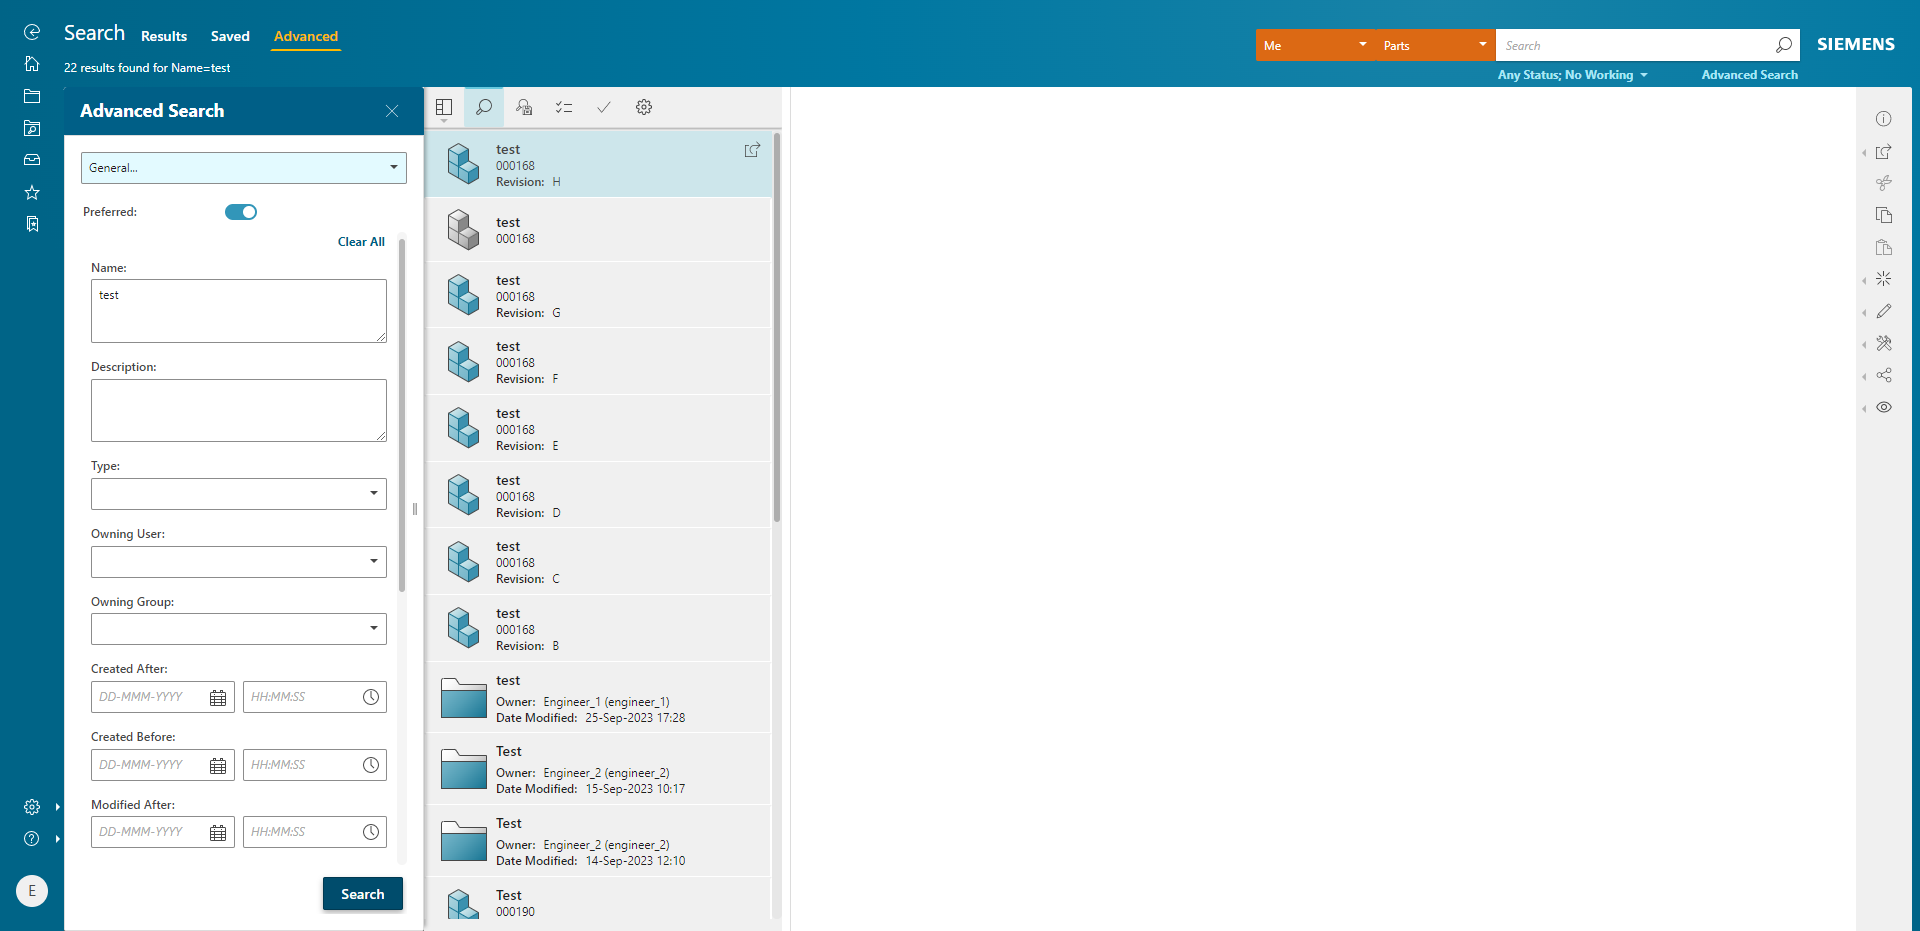 Search Results Saved Advanced
22 results found for Name=test
Me Parts Search SIEMENS
Any Status; No Working Advanced Search
Advanced Search
General...
Preferred:
Clear All
Name:
test
Description:
Type:
Owning User:
Owning Group:
Created After:
DD-MMM-YYYY HH:MM:SS
Created Before:
DD-MMM-YYYY HH:MM:SS
Modified After:
DD-MMM-YYYY HH:MM:SS
Search
E
test
000168
Revision: H
test
000168
test
000168
Revision: G
test
000168
Revision: F
test
000168
Revision: E
test
000168
Revision: D
test
000168
Revision: C
test
000168
Revision: B
test
Owner: Engineer_1 (engineer_1)
Date Modified: 25-Sep-2023 17:28
Test
Owner: Engineer_2 (engineer_2)
Date Modified: 15-Sep-2023 10:17
Test
Owner: Engineer_2 (engineer_2)
Date Modified: 14-Sep-2023 12:10
Test
000190